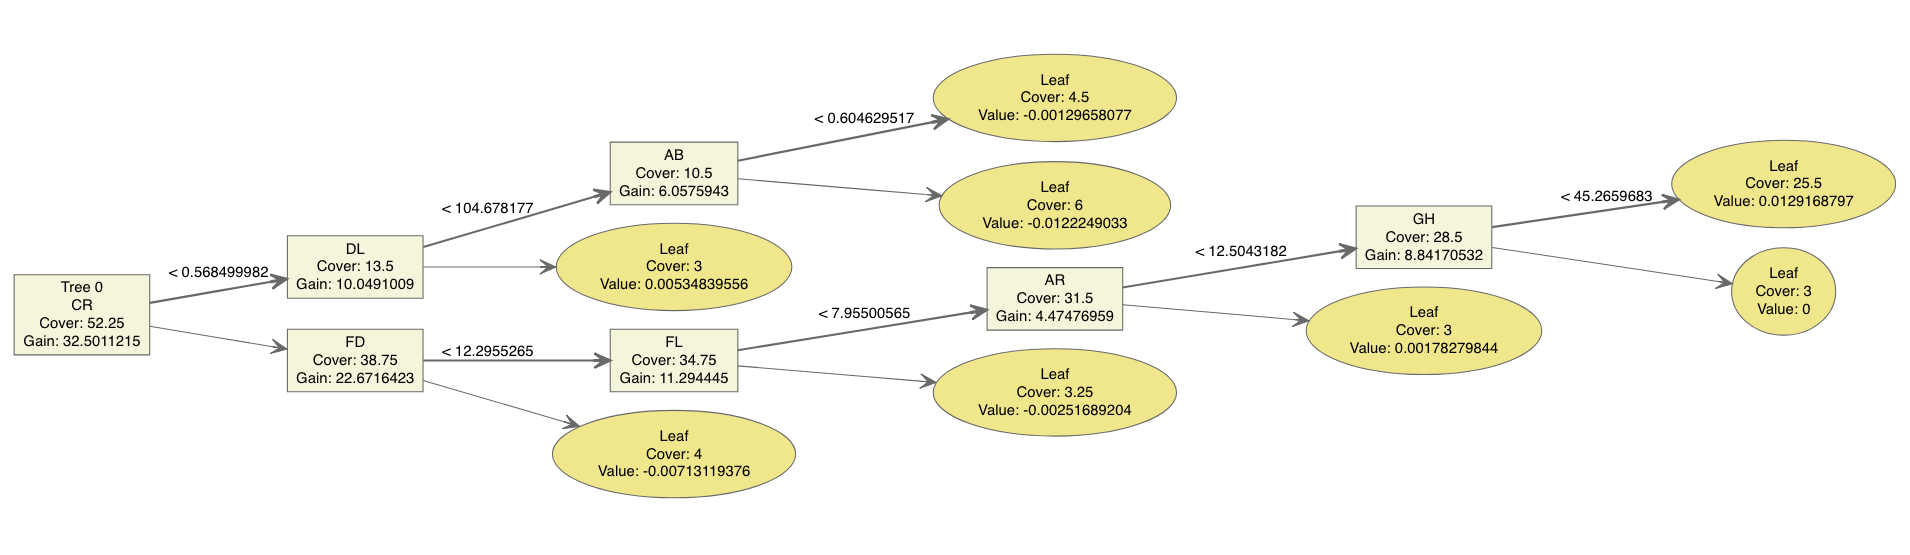 Tree 0
CR
Cover: 52.25
Gain: 32.5011215
< 0.568499982
DL
Cover: 13.5
Gain: 10.0491009
< 104.678177
AB
Cover: 10.5
Gain: 6.0575943
< 0.604629517
Leaf
Cover: 4.5
Value: -0.00129658077
Leaf
Cover: 6
Value: -0.0122249033
Leaf
Cover: 3
Value: 0.00534839556
FD
Cover: 38.75
Gain: 22.6716423
< 12.2955265
FL
Cover: 34.75
Gain: 11.294445
< 7.95500565
AR
Cover: 31.5
Gain: 4.47476959
< 12.5043182
GH
Cover: 28.5
Gain: 8.84170532
< 45.2659683
Leaf
Cover: 25.5
Value: 0.0129168797
Leaf
Cover: 3
Value: 0
Leaf
Cover: 3
Value: 0.00178279844
Leaf
Cover: 3.25
Value: -0.00251689204
Leaf
Cover: 4
Value: -0.00713119376